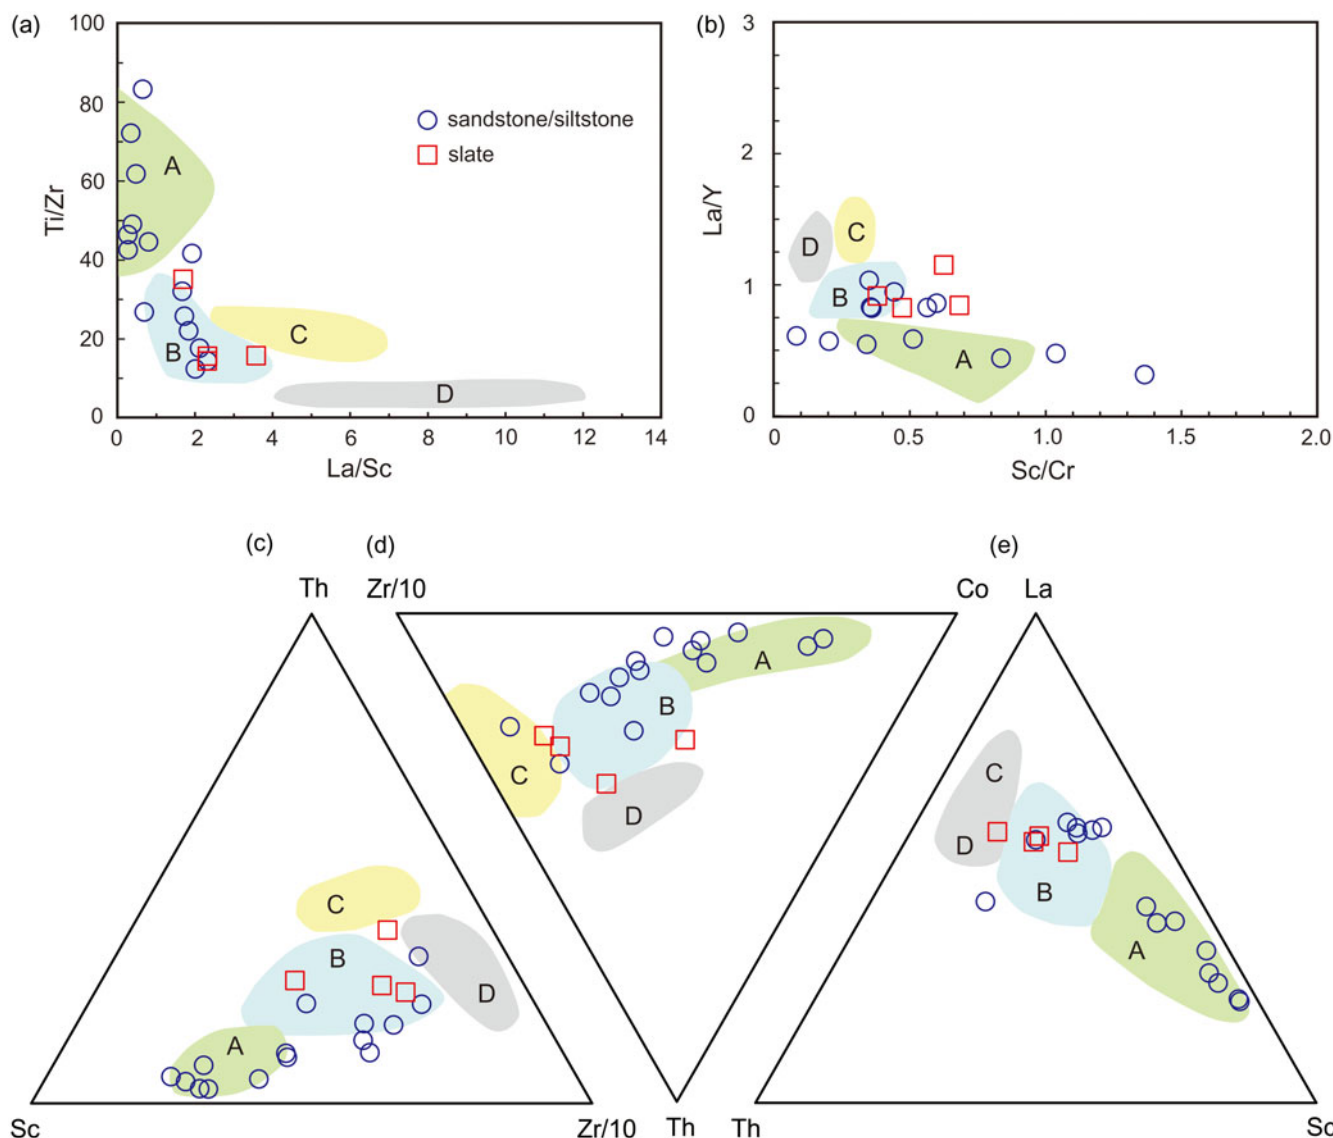 (a)
100
80
60
40
20
0
Ti/Zr
A
B
C
D
sandstone/siltstone
slate
0 2 4 6 8 10 12 14
La/Sc
(b)
3
2
1
0
La/Y
D
C
B
A
0 0.5 1.0 1.5 2.0
Sc/Cr
(c)
Th
C
B
D
A
Sc
Zr/10
(d)
Zr/10
Co
A
B
C
D
Th
(e)
La
C
D
B
A
Th
Sc